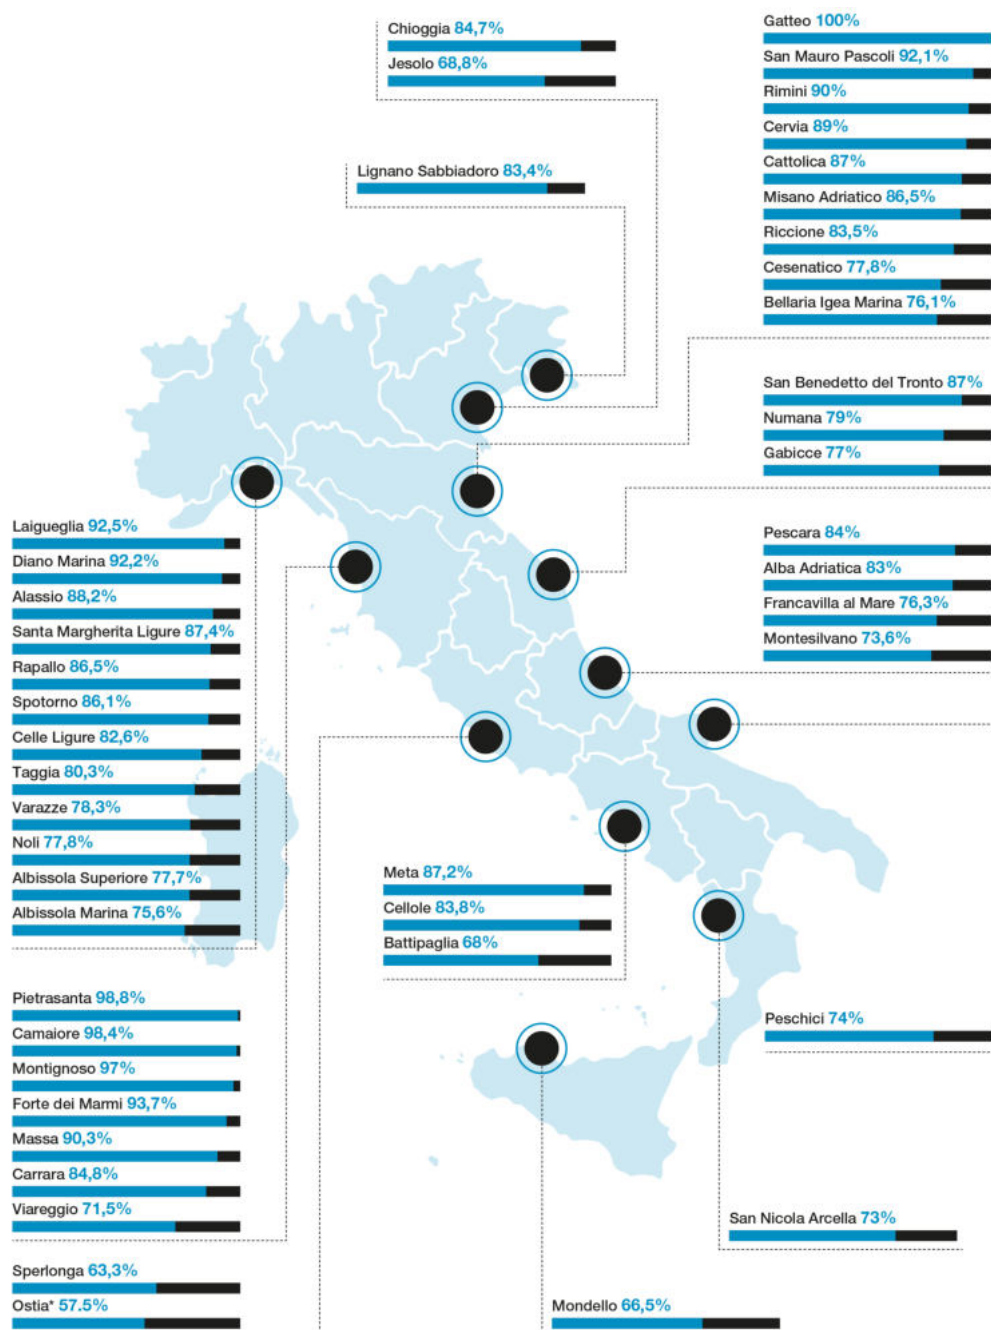 Chioggia 84,7%
Jesolo 68,8%
Lignano Sabbiadoro 83,4%
Gatteo 100%
San Mauro Pascoli 92,1%
Rimini 90%
Cervia 89%
Cattolica 87%
Misano Adriatico 86,5%
Riccione 83,5%
Cesenatico 77,8%
Bellaria Igea Marina 76,1%
San Benedetto del Tronto 87%
Numana 79%
Gabicce 77%
Pescara 84%
Alba Adriatica 83%
Francavilla al Mare 76,3%
Montesilvano 73,6%
Laigueglia 92,5%
Diano Marina 92,2%
Alassio 88,2%
Santa Margherita Ligure 87,4%
Rapallo 86,5%
Spotorno 86,1%
Celle Ligure 82,6%
Taggia 80,3%
Varazze 78,3%
Noli 77,8%
Albissola Superiore 77,7%
Albissola Marina 75,6%
Meta 87,2%
Cellole 83,8%
Battipaglia 68%
Pietrasanta 98,8%
Camaiore 98,4%
Montignoso 97%
Forte dei Marmi 93,7%
Massa 90,3%
Carrara 84,8%
Viareggio 71,5%
Peschici 74%
San Nicola Arcella 73%
Sperlonga 63,3%
Ostia* 57.5%
Mondello 66,5%